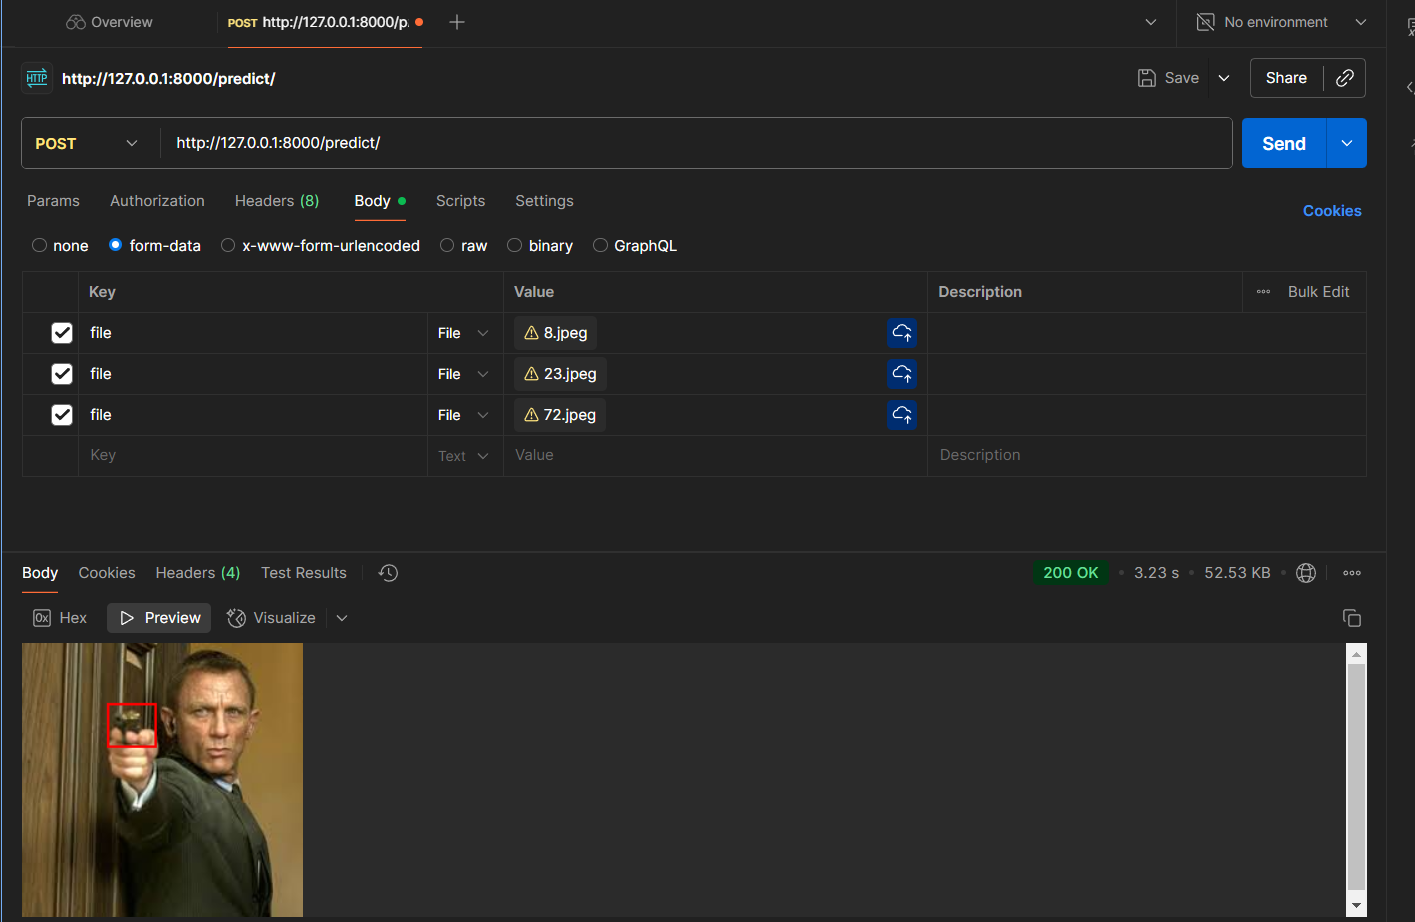 Overview
POST http://127.0.0.1:8000/p.
No environment
HTTP http://127.0.0.1:8000/predict/
Save
Share
POST
http://127.0.0.1:8000/predict/
Send
Params Authorization Headers (8) Body Scripts Settings
Cookies
none form-data x-www-form-urlencoded raw binary GraphQL
Key Value Description Bulk Edit
file File 8.jpeg
file File 23.jpeg
file File 72.jpeg
Key Text Value Description
Body Cookies Headers (4) Test Results 200 OK 3.23 s 52.53 KB
0x Hex Preview Visualize